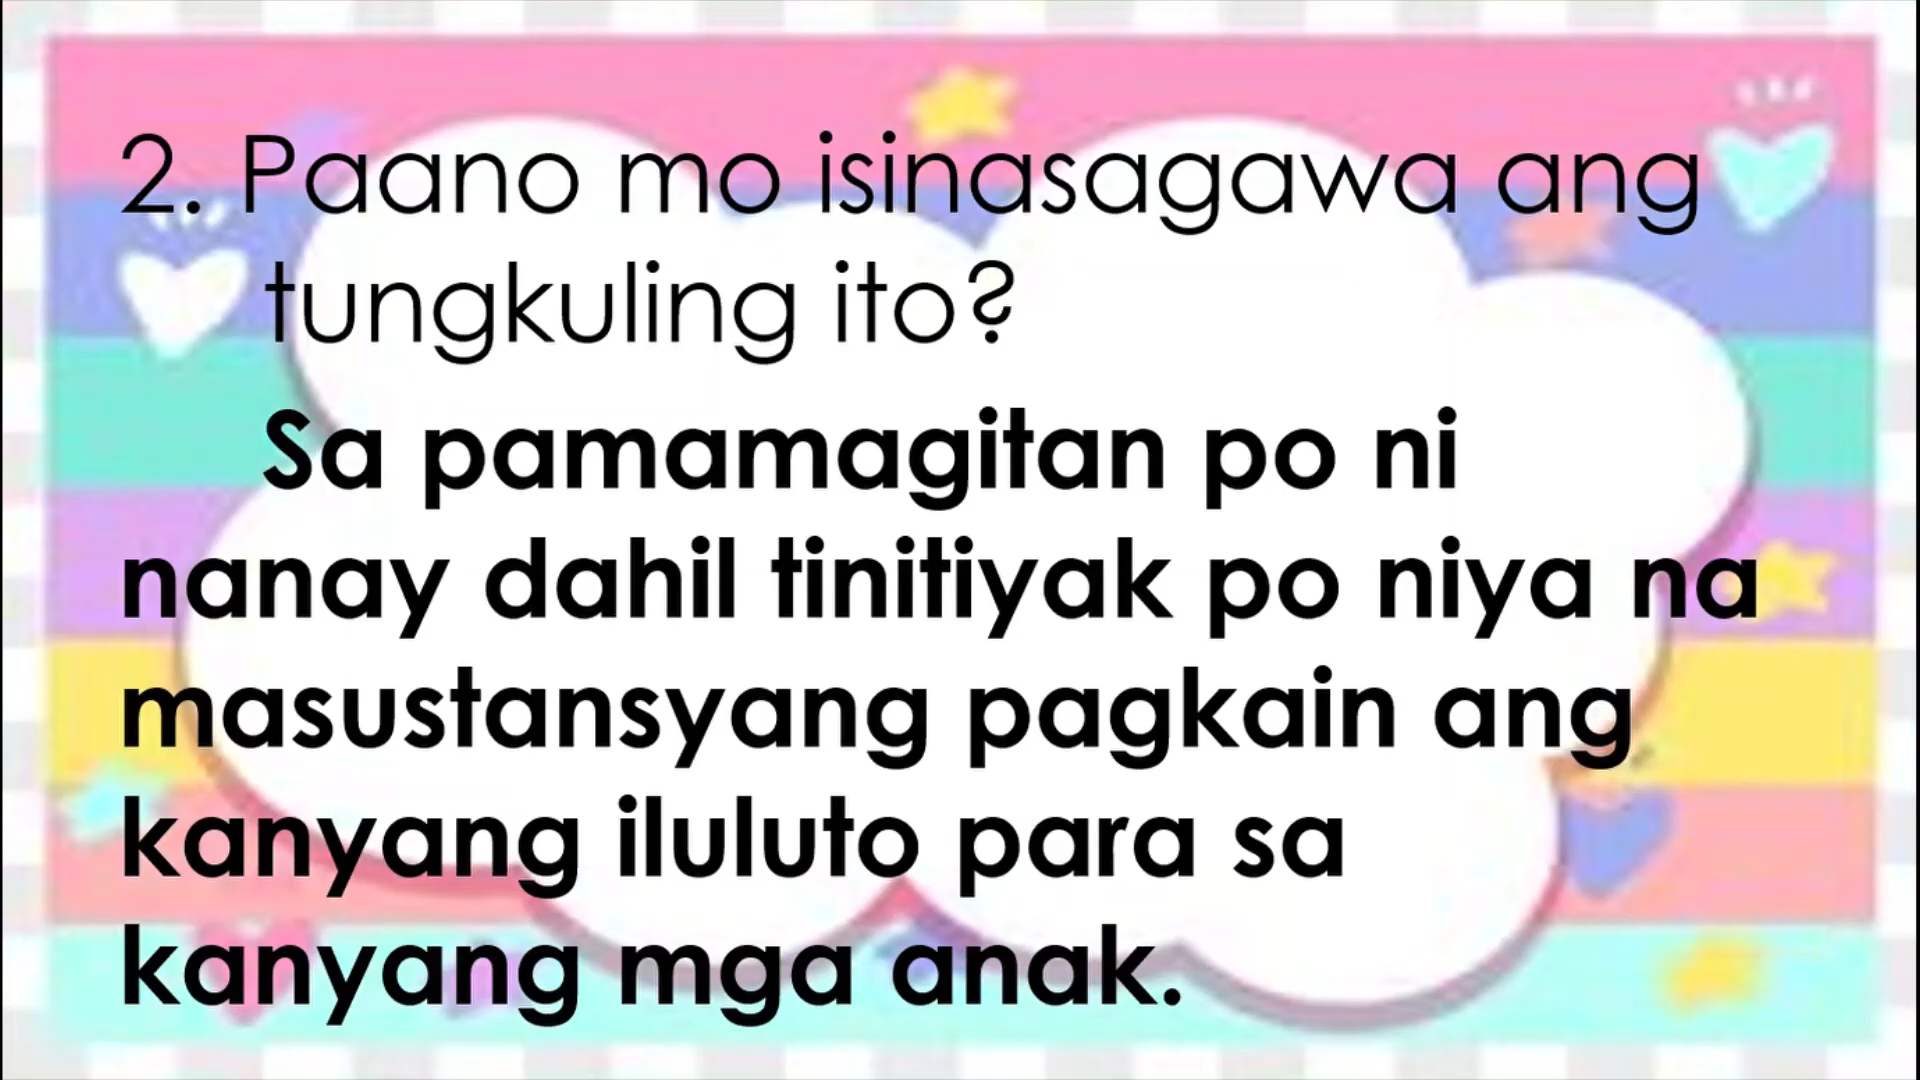 2. Paano mo isinasagawa ang
tungkuling ito?
Sa pamamagitan po ni
nanay dahil tinitiyak po niya na
masustansyang pagkain ang
kanyang iluluto para sa
kanyang mga anak.